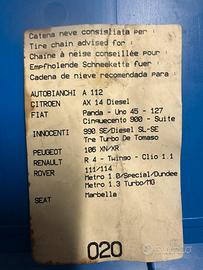 Catena neve consigliata per :
Tire chain advised for :
Chaine à neige conseillée pour :
Empfholende Schneekette fuer :
Cadena de nieve recomendada para :
AUTOBIANCHI A 112
CITROEN AX 14 Diesel
FIAT Panda - Uno 45 - 127
Cinquecento 900 - Suite
INNOCENTI 990 SE/Diesel SL-SE
Tre Turbo De Tomaso
PEUGEOT 106 XN/XR
RENAULT R 4 - Twingo - Clio 1.1
ROVER 111/114
Metro 1.0/Special/Dundee
Metro 1.3 Turbo/MG
SEAT Marbella
020